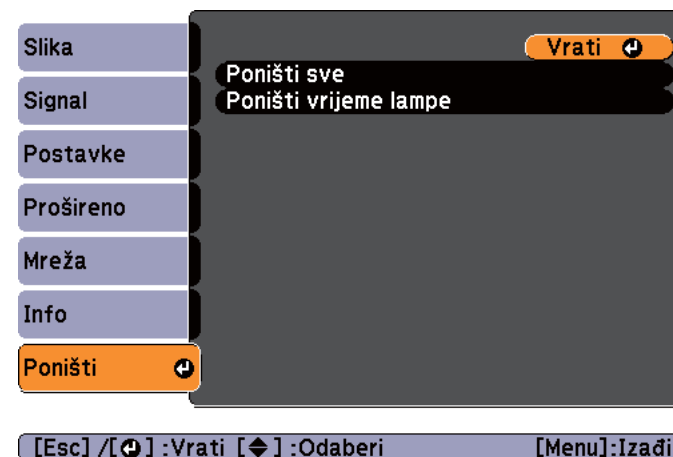 Slika
Signal
Postavke
Prošireno
Mreža
Info
Poništi
Vrati
Poništi sve
Poništi vrijeme lampe
[Esc] /[⏎] :Vrati [◆] :Odaberi [Menu]:Izađi